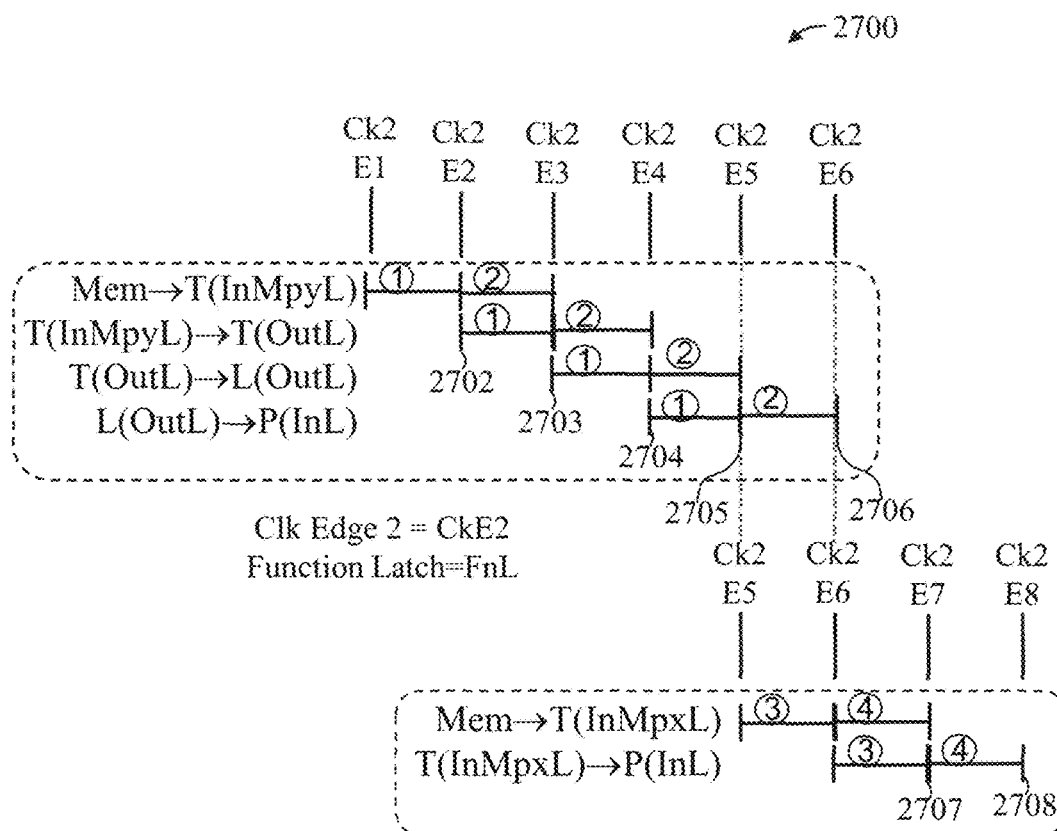 2700
Ck2 Ck2 Ck2 Ck2 Ck2 Ck2
E1 E2 E3 E4 E5 E6
Mem→T(InMpyL) ① ②
T(InMpyL)→T(OutL) ① ②
T(OutL)→L(OutL) 2702 ① ②
L(OutL)→P(InL) 2703 ① ②
2704
2705 2706
Clk Edge 2 = CkE2
Function Latch=FnL
Ck2 Ck2 Ck2 Ck2
E5 E6 E7 E8
Mem→T(InMpxL) ③ ④
T(InMpxL)→P(InL) ③ ④
2707 2708